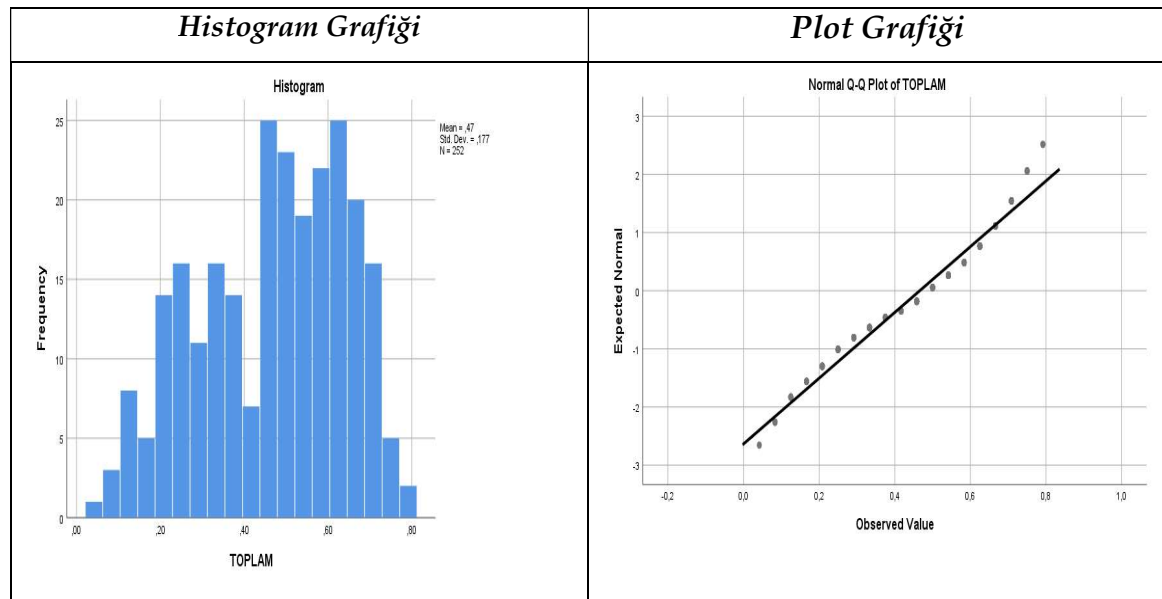 Histogram Grafiği
Plot Grafiği
Histogram
Mean = ,47
Std. Dev. = ,177
N = 252
Frequency
25
20
15
10
5
0
,00
,20
,40
,60
,80
TOPLAM
Normal Q-Q Plot of TOPLAM
Expected Normal
3
2
1
0
-1
-2
-3
-0,2
0,0
0,2
0,4
0,6
0,8
1,0
Observed Value